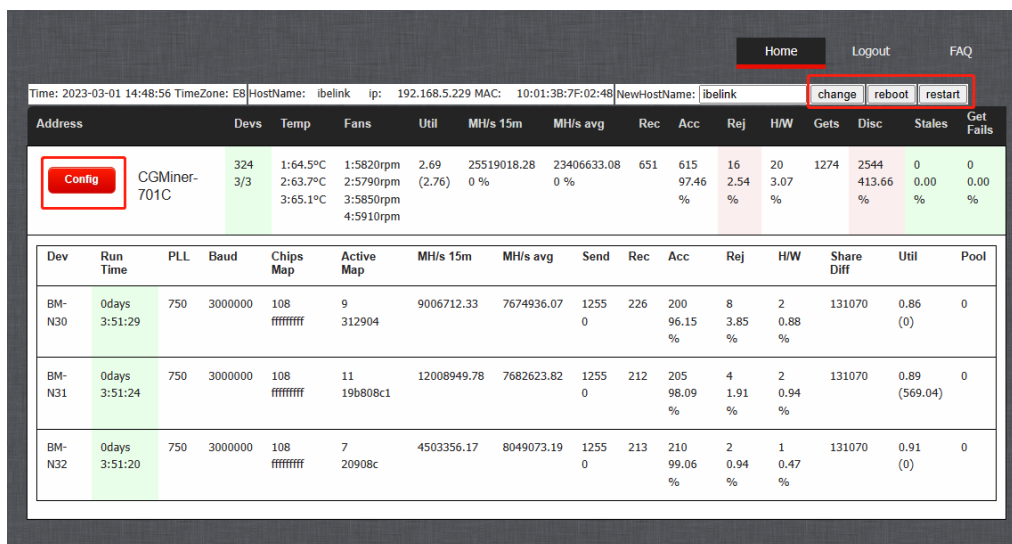 Home Logout FAQ
Time: 2023-03-01 14:48:56 TimeZone: E8 HostName: ibelink ip: 192.168.5.229 MAC: 10:01:3B:7F:02:48 NewHostName: ibelink change reboot restart
Address Devs Temp Fans Util MH/s 15m MH/s avg Rec Acc Rej H/W Gets Disc Stales Get
Fails
324 1:64.5ºC 1:5820rpm 2.69 25519018.28 23406633.08 651 615 16 20 1274 2544 0 0
Config CGMiner- 3/3 2:63.7ºC 2:5790rpm (2.76) 0 % 0 % 97.46 2.54 3.07 413.66 0.00 0.00
701C 3:65.1ºC 3:5850rpm % % % % % %
4:5910rpm
Dev Run PLL Baud Chips Active MH/s 15m MH/s avg Send Rec Acc Rej H/W Share Util Pool
Time Map Map Diff
BM- 0days 750 3000000 108 9 9006712.33 7674936.07 1255 226 200 8 2 131070 0.86 0
N30 3:51:29 fffffffff 312904 0 96.15 3.85 0.88 (0)
% % %
BM- 0days 750 3000000 108 11 12008949.78 7682623.82 1255 212 205 4 2 131070 0.89 0
N31 3:51:24 fffffffff 19b808c1 0 98.09 1.91 0.94 (569.04)
% % %
BM- 0days 750 3000000 108 7 4503356.17 8049073.19 1255 213 210 2 1 131070 0.91 0
N32 3:51:20 fffffffff 20908c 0 99.06 0.94 0.47 (0)
% % %